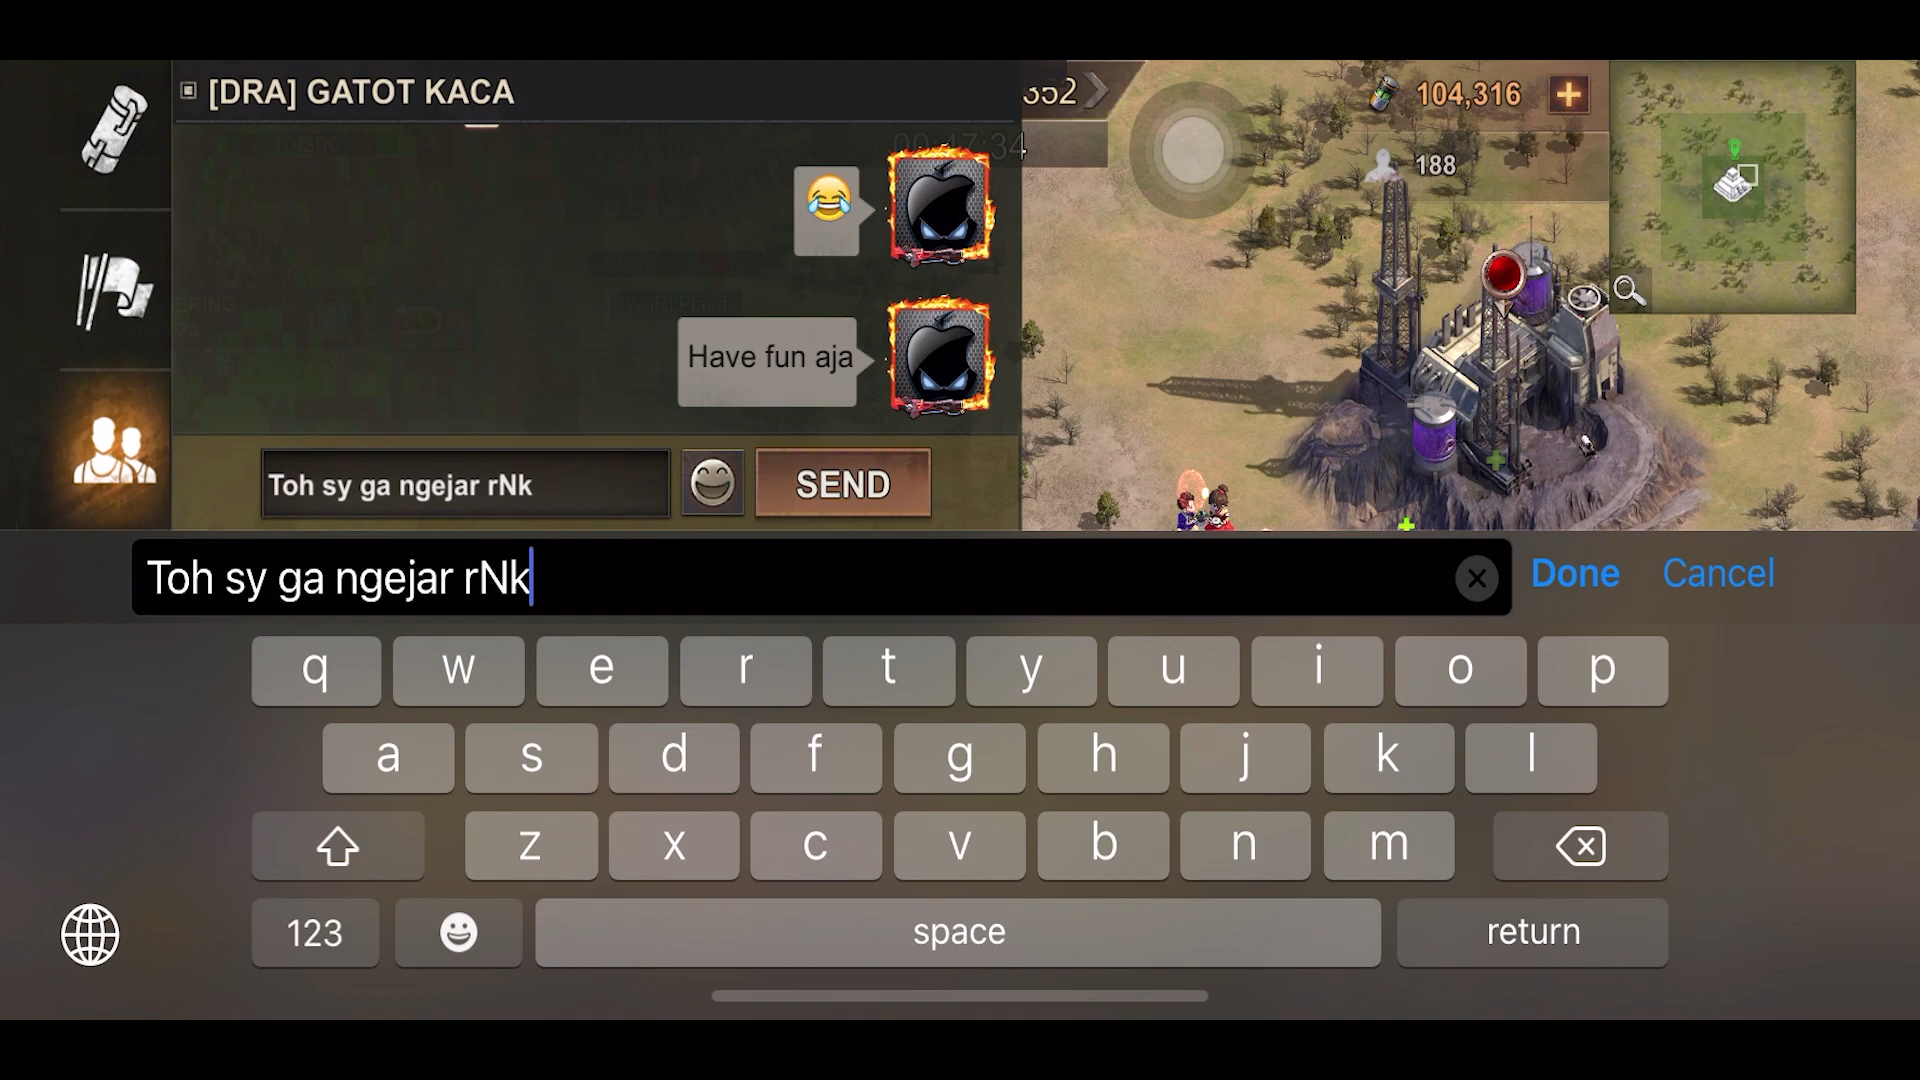 [DRA] GATOT KACA
104,316
188
😂
Have fun aja
Toh sy ga ngejar rNk
SEND
Toh sy ga ngejar rNk
Done
Cancel
q w e r t y u i o p
a s d f g h j k l
z x c v b n m
123
space
return